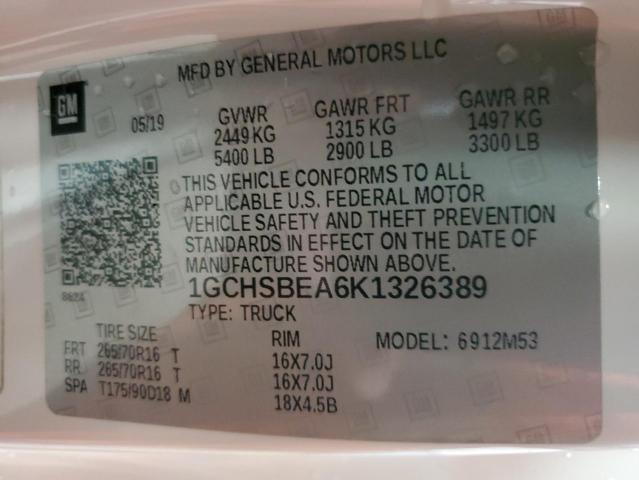 MFD BY GENERAL MOTORS LLC
GM
05/19
GVWR GAWR FRT GAWR RR
2449 KG 1315 KG 1497 KG
5400 LB 2900 LB 3300 LB
THIS VEHICLE CONFORMS TO ALL
APPLICABLE U.S. FEDERAL MOTOR
VEHICLE SAFETY AND THEFT PREVENTION
STANDARDS IN EFFECT ON THE DATE OF
MANUFACTURE SHOWN ABOVE.
1GCHSBEA6K1326389
TYPE: TRUCK
TIRE SIZE RIM MODEL: 6912M53
FRT 265/70R16 T 16X7.0J
RR 265/70R16 T 16X7.0J
SPA T175/90D18 M 18X4.5B